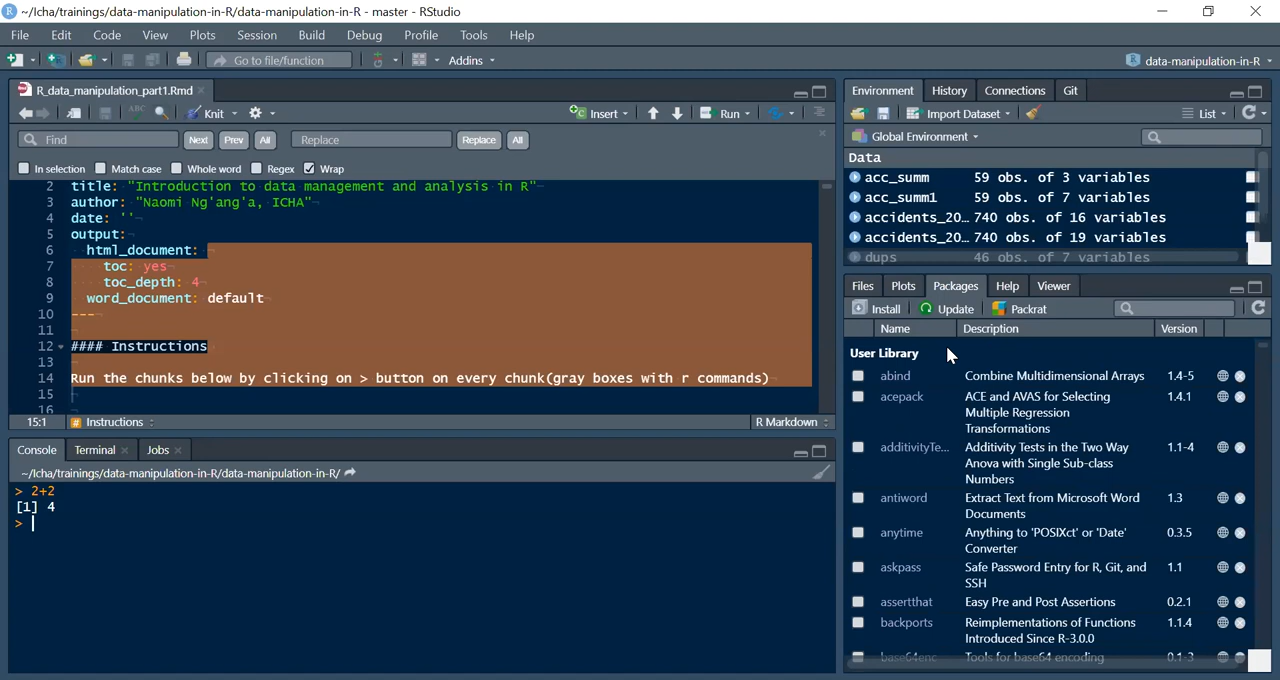 ~/Icha/trainings/data-manipulation-in-R/data-manipulation-in-R - master - RStudio
File Edit Code View Plots Session Build Debug Profile Tools Help
Go to file/function Addins data-manipulation-in-R
R_data_manipulation_part1.Rmd
Knit Insert Run
Find Next Prev All Replace Replace All
In selection Match case Whole word Regex Wrap
2 title: "Introduction to data management and analysis in R"
3 author: "Naomi Ng'ang'a, ICHA"
4 date: ''
5 output:
6 html_document:
7 toc: yes
8 toc_depth: 4
9 word_document: default
10 ---
11
12 #### Instructions
13
14 Run the chunks below by clicking on > button on every chunk(gray boxes with r commands)
15
16
15:1 # Instructions R Markdown
Console Terminal Jobs
~/Icha/trainings/data-manipulation-in-R/data-manipulation-in-R/
> 2+2
[1] 4
>
Environment History Connections Git
Import Dataset List
Global Environment
Data
acc_summ 59 obs. of 3 variables
acc_summ1 59 obs. of 7 variables
accidents_20... 740 obs. of 16 variables
accidents_20... 740 obs. of 19 variables
dups 46 obs. of 7 variables
Files Plots Packages Help Viewer
Install Update Packrat
Name Description Version
User Library
abind Combine Multidimensional Arrays 1.4-5
acepack ACE and AVAS for Selecting 1.4.1
Multiple Regression
Transformations
additivityTe... Additivity Tests in the Two Way 1.1-4
Anova with Single Sub-class
Numbers
antiword Extract Text from Microsoft Word 1.3
Documents
anytime Anything to 'POSIXct' or 'Date' 0.3.5
Converter
askpass Safe Password Entry for R, Git, and 1.1
SSH
assertthat Easy Pre and Post Assertions 0.2.1
backports Reimplementations of Functions 1.1.4
Introduced Since R-3.0.0
base64enc Tools for base64 encoding 0.1-3